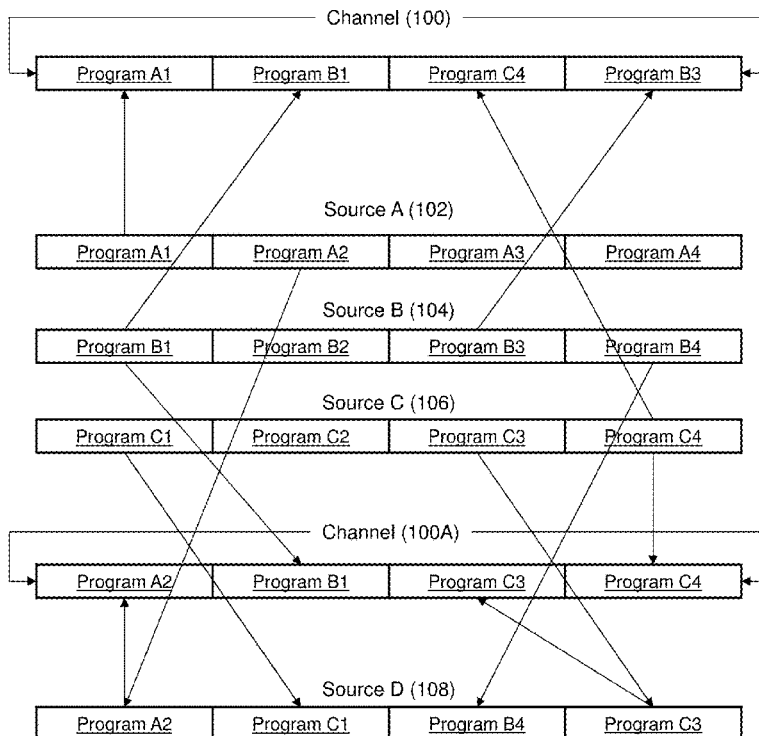 Channel (100)
Program A1 Program B1 Program C4 Program B3
Source A (102)
Program A1 Program A2 Program A3 Program A4
Source B (104)
Program B1 Program B2 Program B3 Program B4
Source C (106)
Program C1 Program C2 Program C3 Program C4
Channel (100A)
Program A2 Program B1 Program C3 Program C4
Source D (108)
Program A2 Program C1 Program B4 Program C3